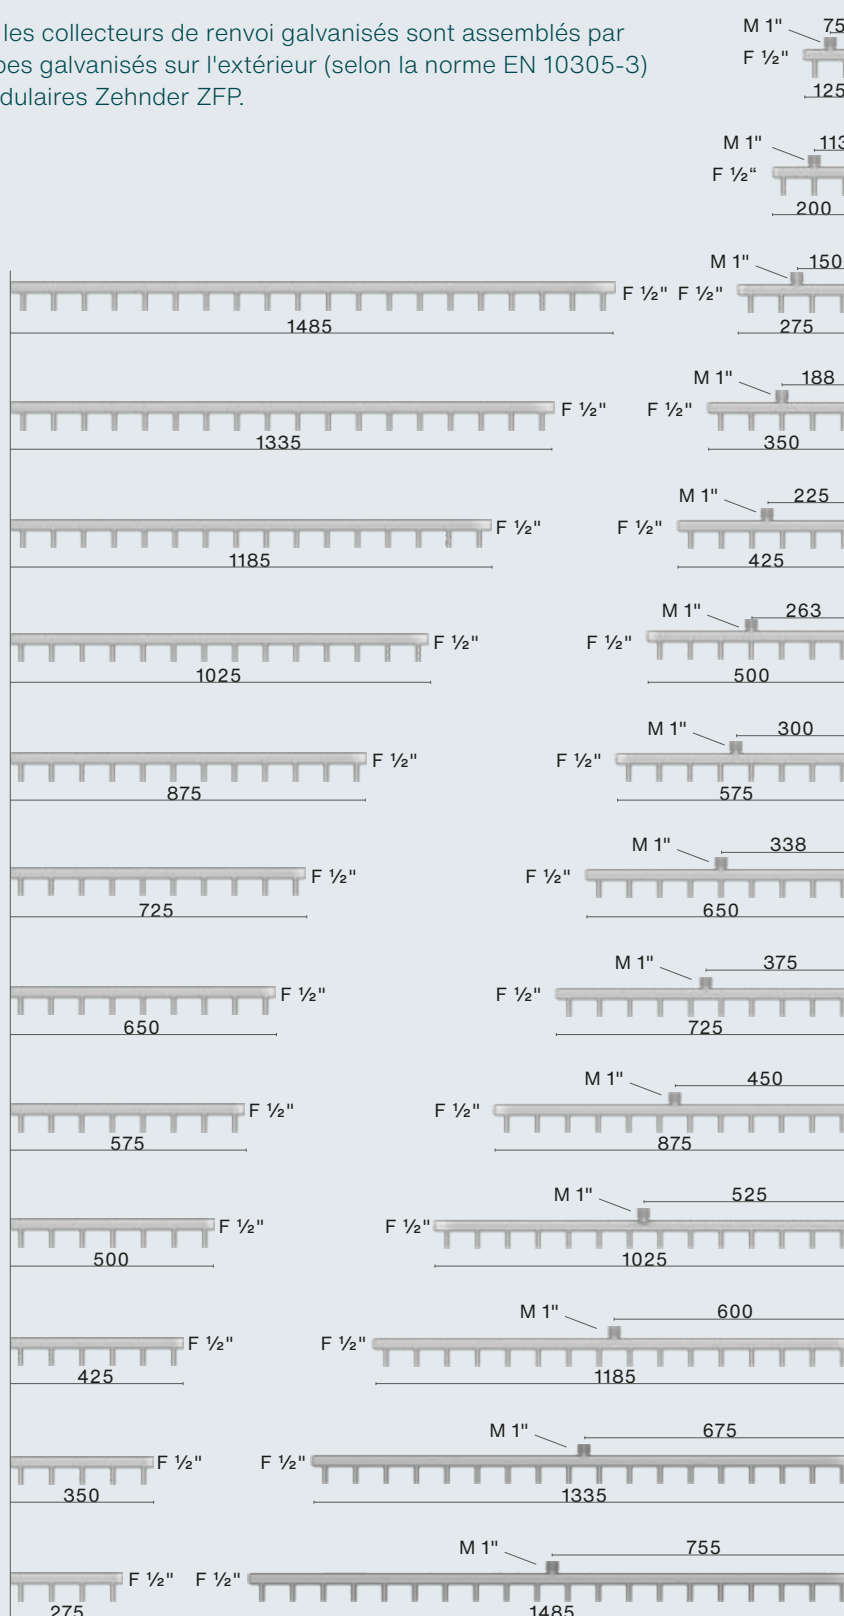 les collecteurs de renvoi galvanisés sont assemblés par
galvanisés sur l'extérieur (selon la norme EN 10305-3)
Zehnder ZFP.
M 1"
F ½"
125
M 1" 113
F ½“
200
M 1" 150
F ½" F ½"
1485 275
M 1" 188
F ½" F ½"
1335 350
M 1" 225
F ½" F ½"
1185 425
M 1" 263
F ½" F ½"
1025 500
M 1" 300
F ½" F ½"
875 575
M 1" 338
F ½" F ½"
725 650
M 1" 375
F ½" F ½"
650 725
M 1" 450
F ½" F ½"
575 875
M 1" 525
F ½" F ½"
500 1025
M 1" 600
F ½" F ½"
425 1185
M 1" 675
F ½" F ½"
350 1335
M 1" 755
F ½" F ½"
275 1485